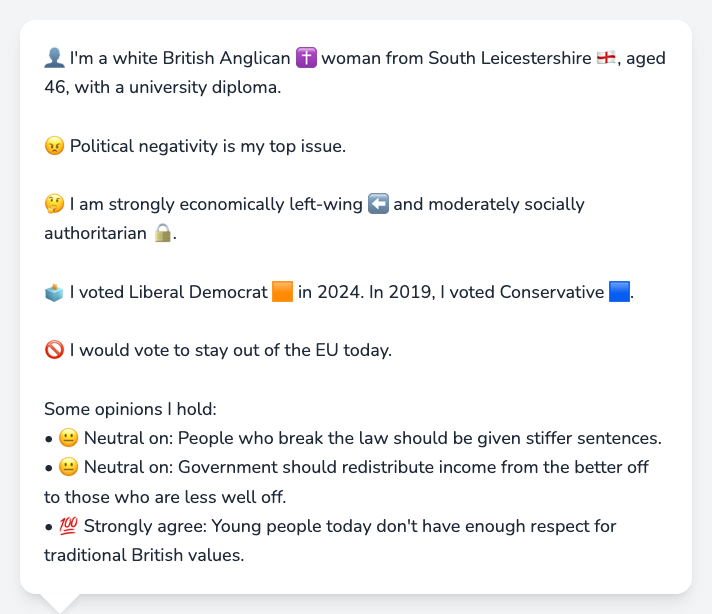 👤 I'm a white British Anglican ✝️ woman from South Leicestershire 🏴󠁧󠁢󠁥󠁮󠁧󠁿, aged
46, with a university diploma.
😠 Political negativity is my top issue.
🤔 I am strongly economically left-wing ⬅️ and moderately socially
authoritarian 🔒.
🗳️ I voted Liberal Democrat 🟧 in 2024. In 2019, I voted Conservative 🟦.
🚫 I would vote to stay out of the EU today.
Some opinions I hold:
• 😐 Neutral on: People who break the law should be given stiffer sentences.
• 😐 Neutral on: Government should redistribute income from the better off
to those who are less well off.
• 💯 Strongly agree: Young people today don't have enough respect for
traditional British values.